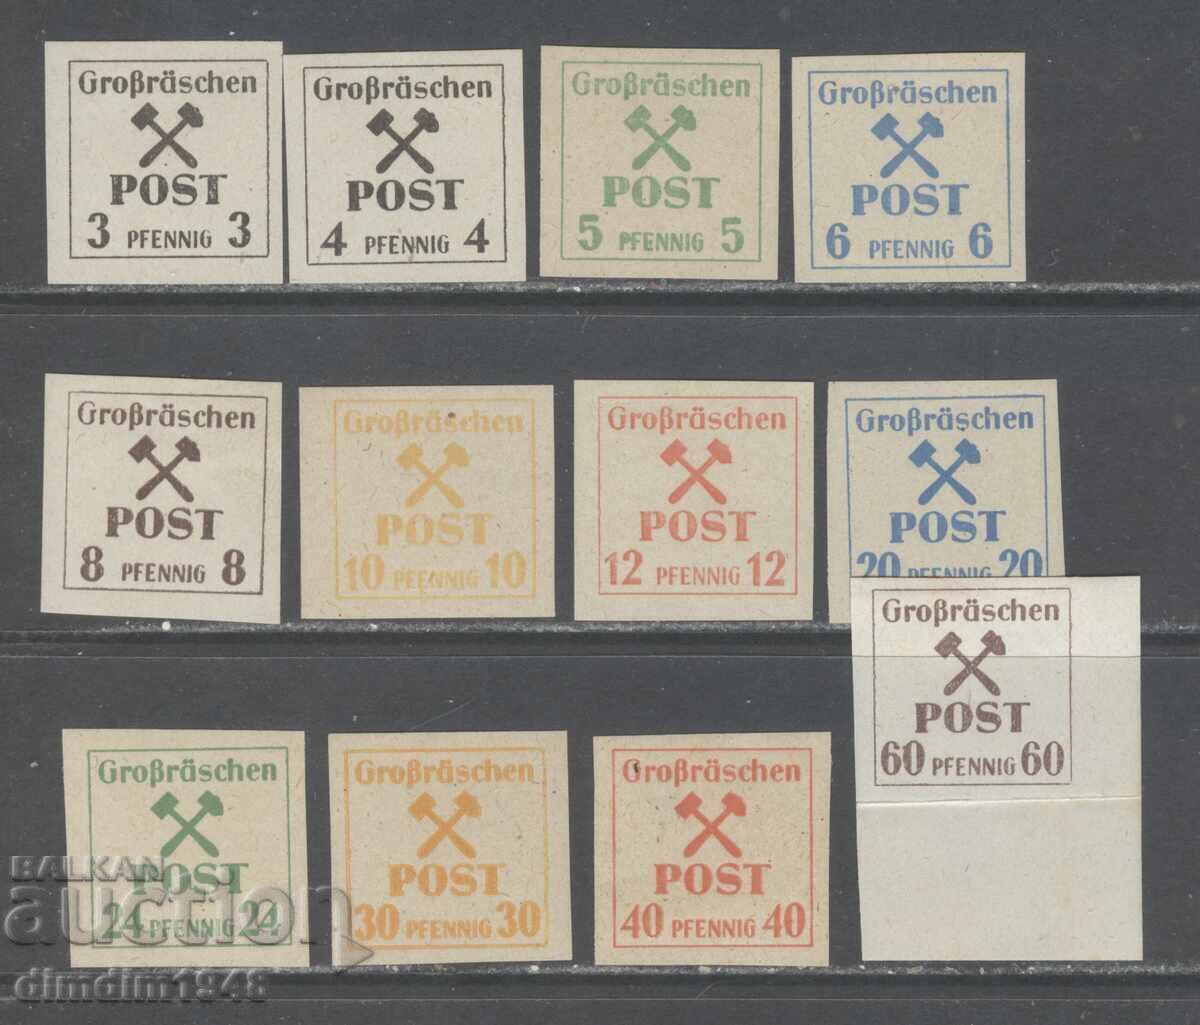 Großräschen
POST
3 PFENNIG 3
Großräschen
POST
4 PFENNIG 4
Großräschen
POST
5 PFENNIG 5
Großräschen
POST
6 PFENNIG 6
Großräschen
POST
8 PFENNIG 8
Großräschen
POST
10 PFENNIG 10
Großräschen
POST
12 PFENNIG 12
Großräschen
POST
20 PFENNIG 20
Großräschen
POST
60 PFENNIG 60
Großräschen
POST
24 PFENNIG 24
Großräschen
POST
30 PFENNIG 30
Großräschen
POST
40 PFENNIG 40
BALKAN
auction
dimdim1948